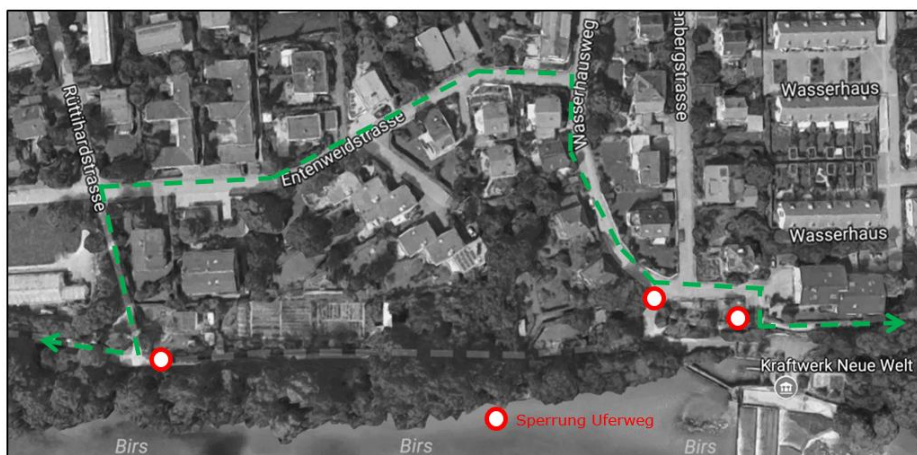 Rüttihardstrasse
Entenweidstrasse
Wasserhausweg
enbergstrasse
Wasserhaus
Wasserhaus
Kraftwerk Neue Welt
Sperrung Uferweg
Birs
Birs
Birs